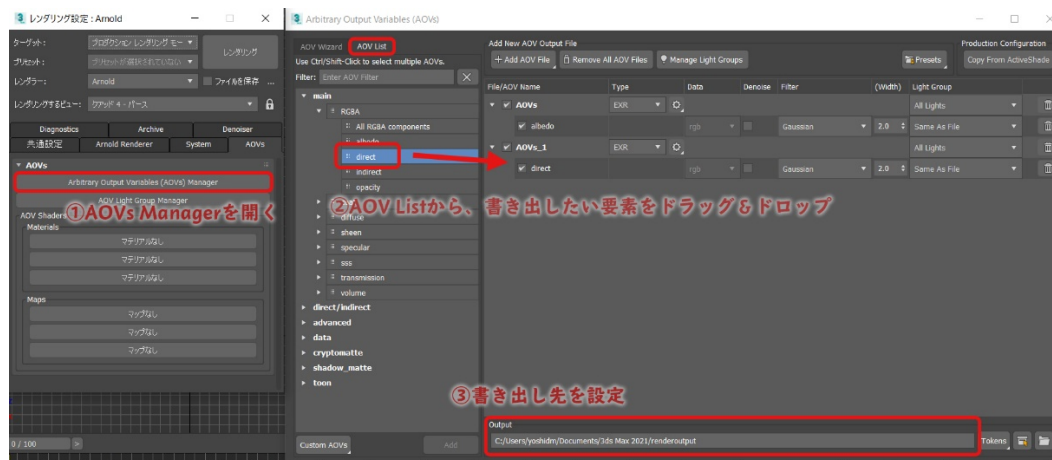 レンダリング設定 : Arnold
ターゲット :
プロダクション レンダリング モー
プリセット :
プリセットが選択されていない
レンダリング
レンダラー :
Arnold
ファイルを保存 ...
レンダリングするビュー :
クアッド 4 - パース
Diagnostics
Archive
Denoiser
共通設定
Arnold Renderer
System
AOVs
AOVs
Arbitrary Output Variables (AOVs) Manager
AOV Light Group Manager
①AOVs Managerを開く
AOV Shaders
Materials
マテリアルなし
マテリアルなし
マテリアルなし
Maps
マップなし
マップなし
マップなし
0 / 100
>
Arbitrary Output Variables (AOVs)
AOV Wizard
AOV List
Use Ctrl/Shift-Click to select multiple AOVs.
Filter:
Enter AOV Filter
main
RGBA
All RGBA components
albedo
direct
indirect
opacity
②AOV Listから、書き出したい要素をドラッグ&ドロップ
diffuse
sheen
specular
sss
transmission
volume
direct/indirect
advanced
data
cryptomatte
shadow_matte
toon
Custom AOVs
Add
Add New AOV Output File
+ Add AOV File
Remove All AOV Files
Manage Light Groups
Presets
Production Configuration
Copy From ActiveShade
File/AOV Name
Type
Data
Denoise
Filter
(Width)
Light Group
AOVs
EXR
All Lights
albedo
rgb
Gaussian
2.0
Same As File
AOVs_1
EXR
All Lights
direct
rgb
Gaussian
2.0
Same As File
③書き出し先を設定
Output
C:/Users/yoshidm/Documents/3ds Max 2021/renderoutput
Tokens